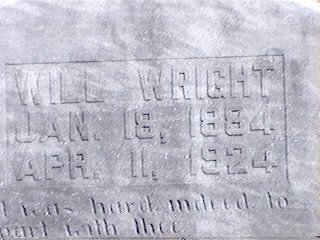 WILL WRIGHT
JAN. 18, 1884
APR. 11, 1924
It was hard indeed to
part with thee